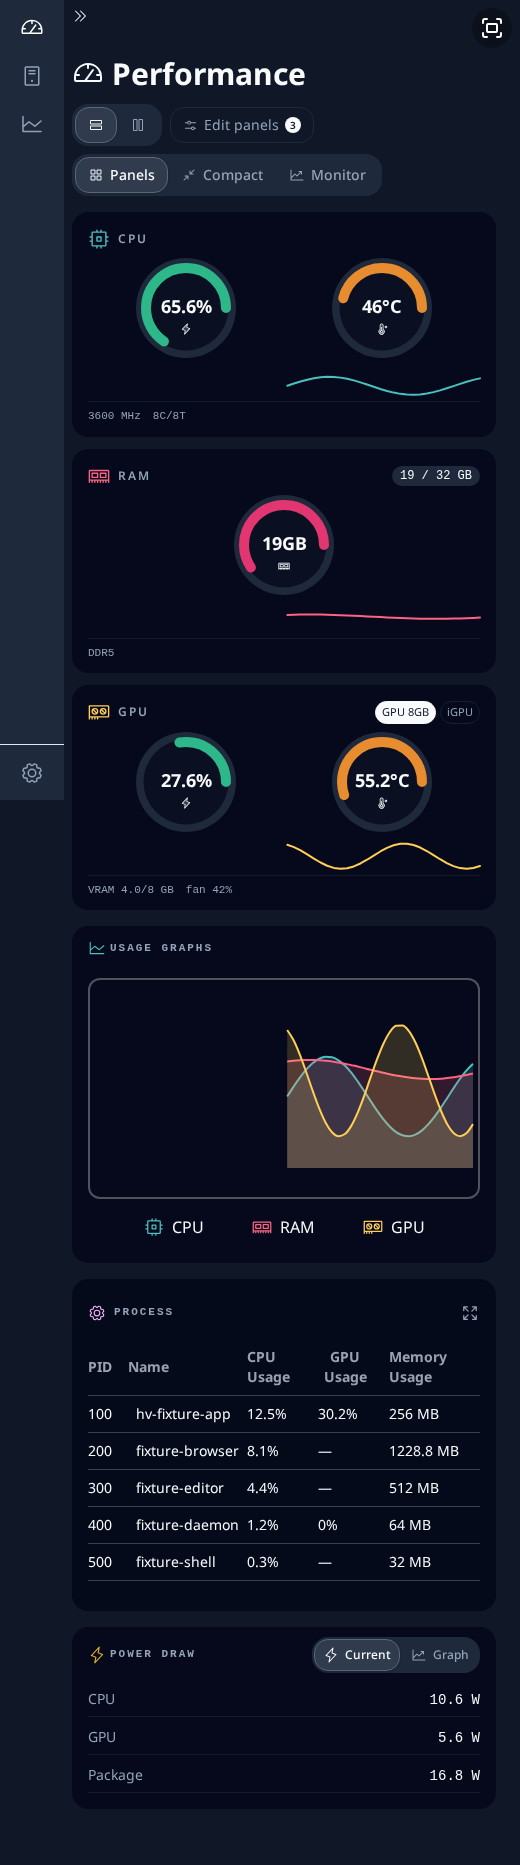 Performance
Edit panels 3
Panels Compact Monitor
CPU
65.6% 46°C
3600 MHz 8C/8T
RAM 19 / 32 GB
19GB
DDR5
GPU GPU 8GB iGPU
27.6% 55.2°C
VRAM 4.0/8 GB fan 42%
USAGE GRAPHS
CPU RAM GPU
PROCESS
PID Name CPU Usage GPU Usage Memory Usage
100 hv-fixture-app 12.5% 30.2% 256 MB
200 fixture-browser 8.1% — 1228.8 MB
300 fixture-editor 4.4% — 512 MB
400 fixture-daemon 1.2% 0% 64 MB
500 fixture-shell 0.3% — 32 MB
POWER DRAW Current Graph
CPU 10.6 W
GPU 5.6 W
Package 16.8 W